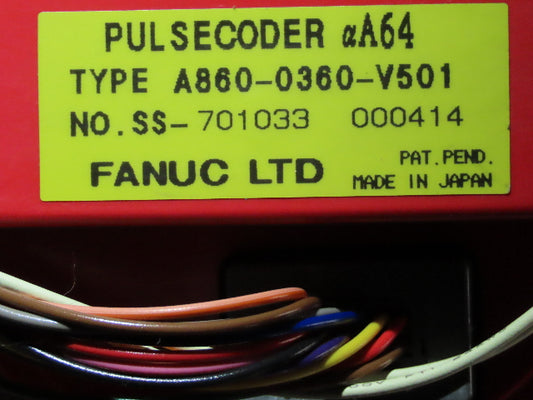 PULSECODER αA64
TYPE A860-0360-V501
NO.SS-701033 000414
FANUC LTD PAT.PEND.
MADE IN JAPAN